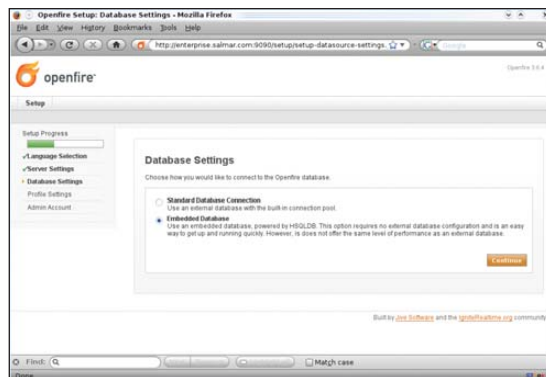 Openfire Setup: Database Settings - Mozilla Firefox
File Edit View History Bookmarks Tools Help
http://enterprise.salmar.com:9090/setup/setup-datasource-settings.
Google
openfire
Openfire 3.6.4
Setup
Setup Progress
Language Selection
Server Settings
Database Settings
Profile Settings
Admin Account
Database Settings
Choose how you would like to connect to the Openfire database.
Standard Database Connection
Use an external database with the built-in connection pool.
Embedded Database
Use an embedded database, powered by HSQLDB. This option requires no external database configuration and is an easy
way to get up and running quickly. However, is does not offer the same level of performance as an external database.
Continue
Built by Jive Software and the IgniteRealtime.org community
Find:
Match case
Done